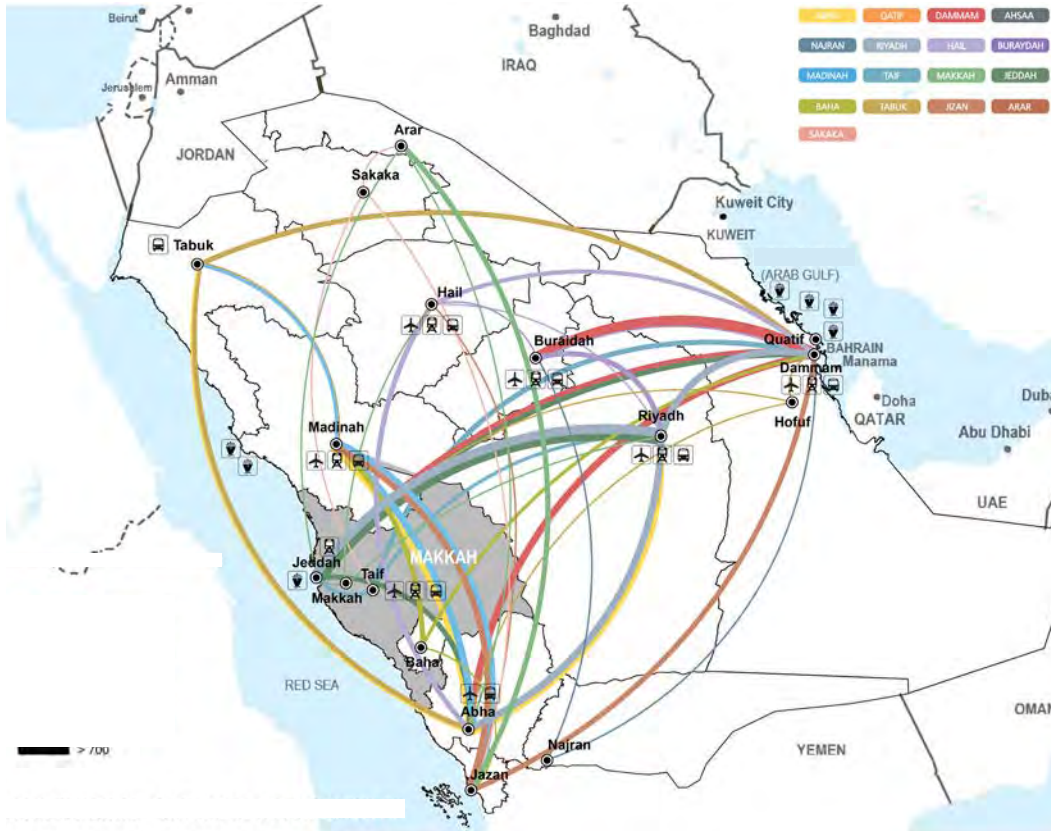 Beirut
Baghdad
IRAQ
Jerusalem
Amman
JORDAN
QATIF
DAMMAM
AHSAA
NAJRAN
RIYADH
HAIL
BURAYDAH
MADINAH
TAIF
MAKKAH
JEDDAH
BAHA
TABUK
JIZAN
ARAR
SAKAKA
Arar
Sakaka
Kuweit City
KUWEIT
Tabuk
(ARAB GULF)
Hail
Buraidah
Quatif
BAHRAIN
Manama
Dammam
Hofuf
Doha
QATAR
Dubai
Abu Dhabi
UAE
Riyadh
Madinah
MAKKAH
Jeddah
Makkah
Taif
Baha
RED SEA
Abha
Najran
Jazan
YEMEN
OMAN
> 700